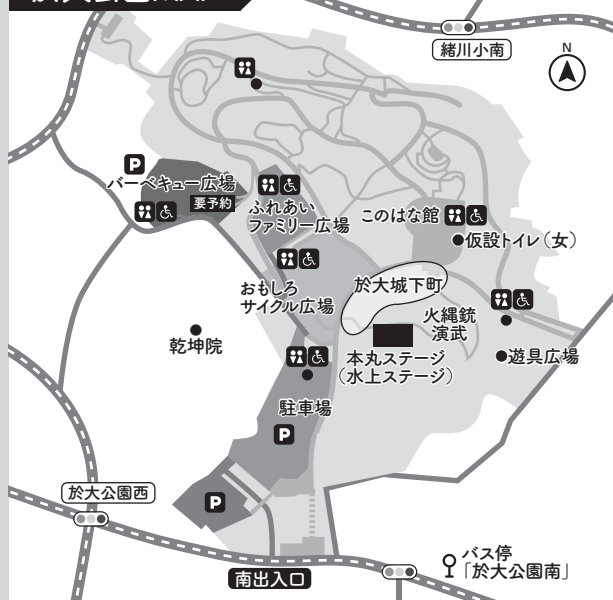 緒川小南
N
P
バーベキュー広場
要予約
ふれあい
ファミリー広場
このはな館
仮設トイレ（女）
おもしろ
サイクル広場
於大城下町
火縄銃
演武
乾坤院
本丸ステージ
（水上ステージ）
遊具広場
駐車場
P
P
於大公園西
南出入口
バス停
「於大公園南」